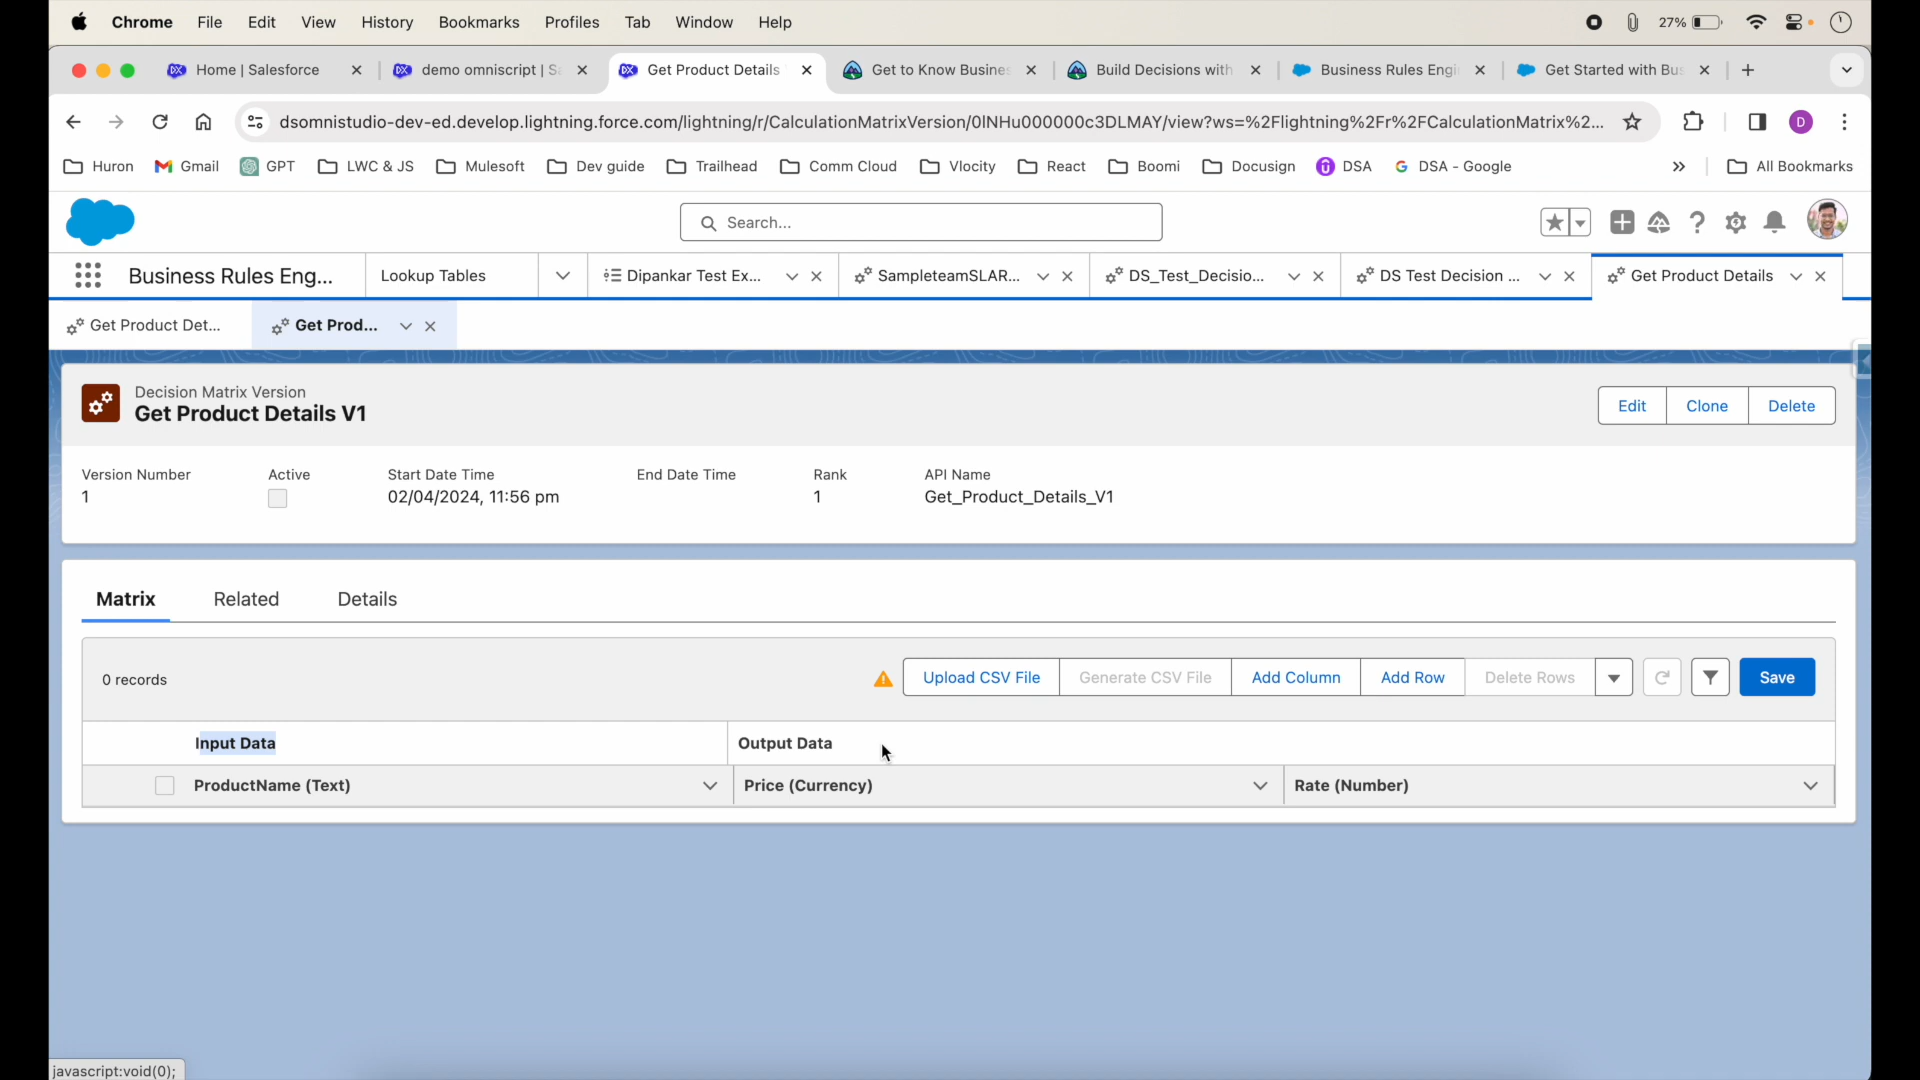 Chrome File Edit View History Bookmarks Profiles Tab Window Help 27%
Home | Salesforce demo omniscript | Sa Get Product Details Get to Know Busine Build Decisions with Business Rules Engi Get Started with Bus
dsomnistudio-dev-ed.develop.lightning.force.com/lightning/r/CalculationMatrixVersion/0lNHu000000c3DLMAY/view?ws=%2Flightning%2Fr%2FCalculationMatrix%2...
Huron Gmail GPT LWC & JS Mulesoft Dev guide Trailhead Comm Cloud Vlocity React Boomi Docusign DSA DSA - Google » All Bookmarks
Search...
Business Rules Eng... Lookup Tables Dipankar Test Ex... SampleteamSLAR... DS_Test_Decisio... DS Test Decision ... Get Product Details
Get Product Det... Get Prod...
Decision Matrix Version
Get Product Details V1
Edit Clone Delete
Version Number Active Start Date Time End Date Time Rank API Name
1 02/04/2024, 11:56 pm 1 Get_Product_Details_V1
Matrix Related Details
0 records Upload CSV File Generate CSV File Add Column Add Row Delete Rows Save
Input Data Output Data
ProductName (Text) Price (Currency) Rate (Number)
javascript:void(0);